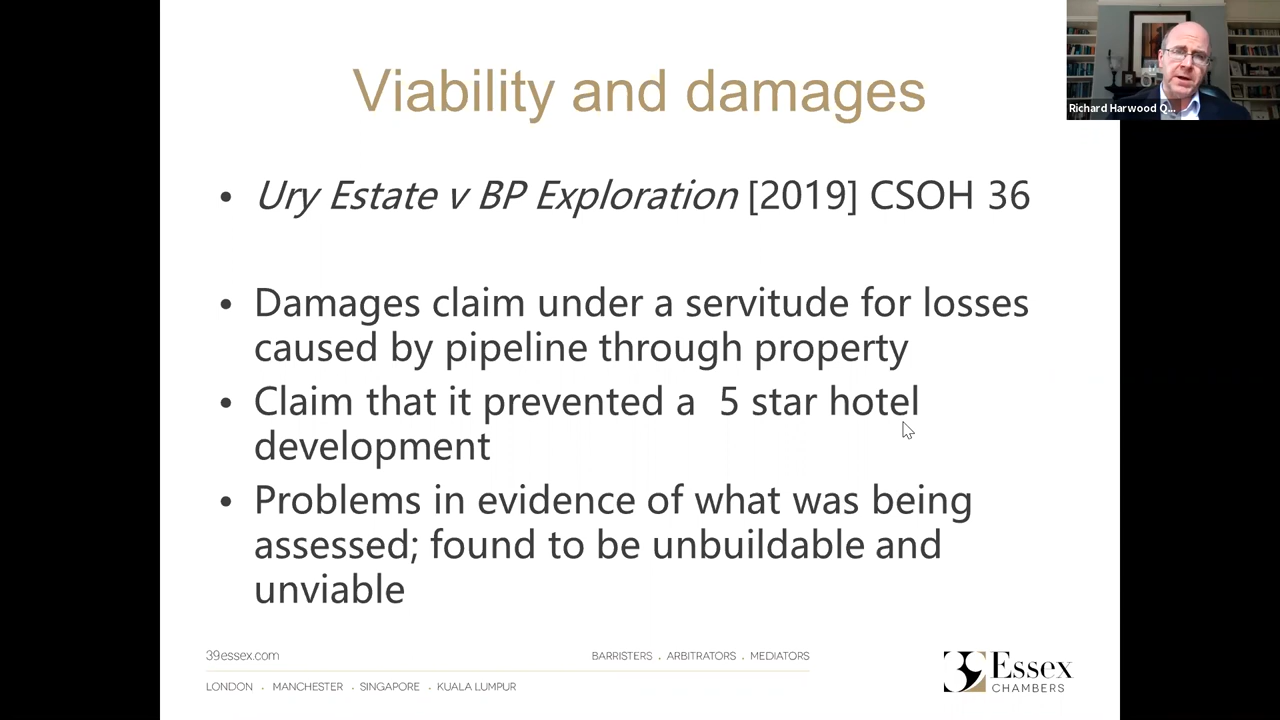 Viability and damages
Richard Harwood Q...
• Ury Estate v BP Exploration [2019] CSOH 36
• Damages claim under a servitude for losses
caused by pipeline through property
• Claim that it prevented a  5 star hotel
development
• Problems in evidence of what was being
assessed; found to be unbuildable and
unviable
39essex.com
BARRISTERS . ARBITRATORS . MEDIATORS
LONDON . MANCHESTER . SINGAPORE . KUALA LUMPUR
39 Essex
CHAMBERS